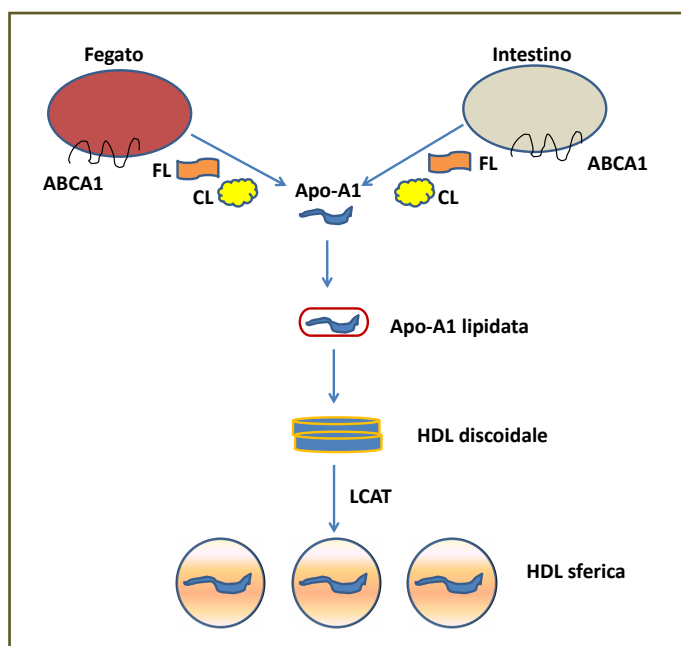 Fegato
Intestino
ABCA1
FL
CL
Apo-A1
CL
FL
ABCA1
Apo-A1 lipidata
HDL discoidale
LCAT
HDL sferica